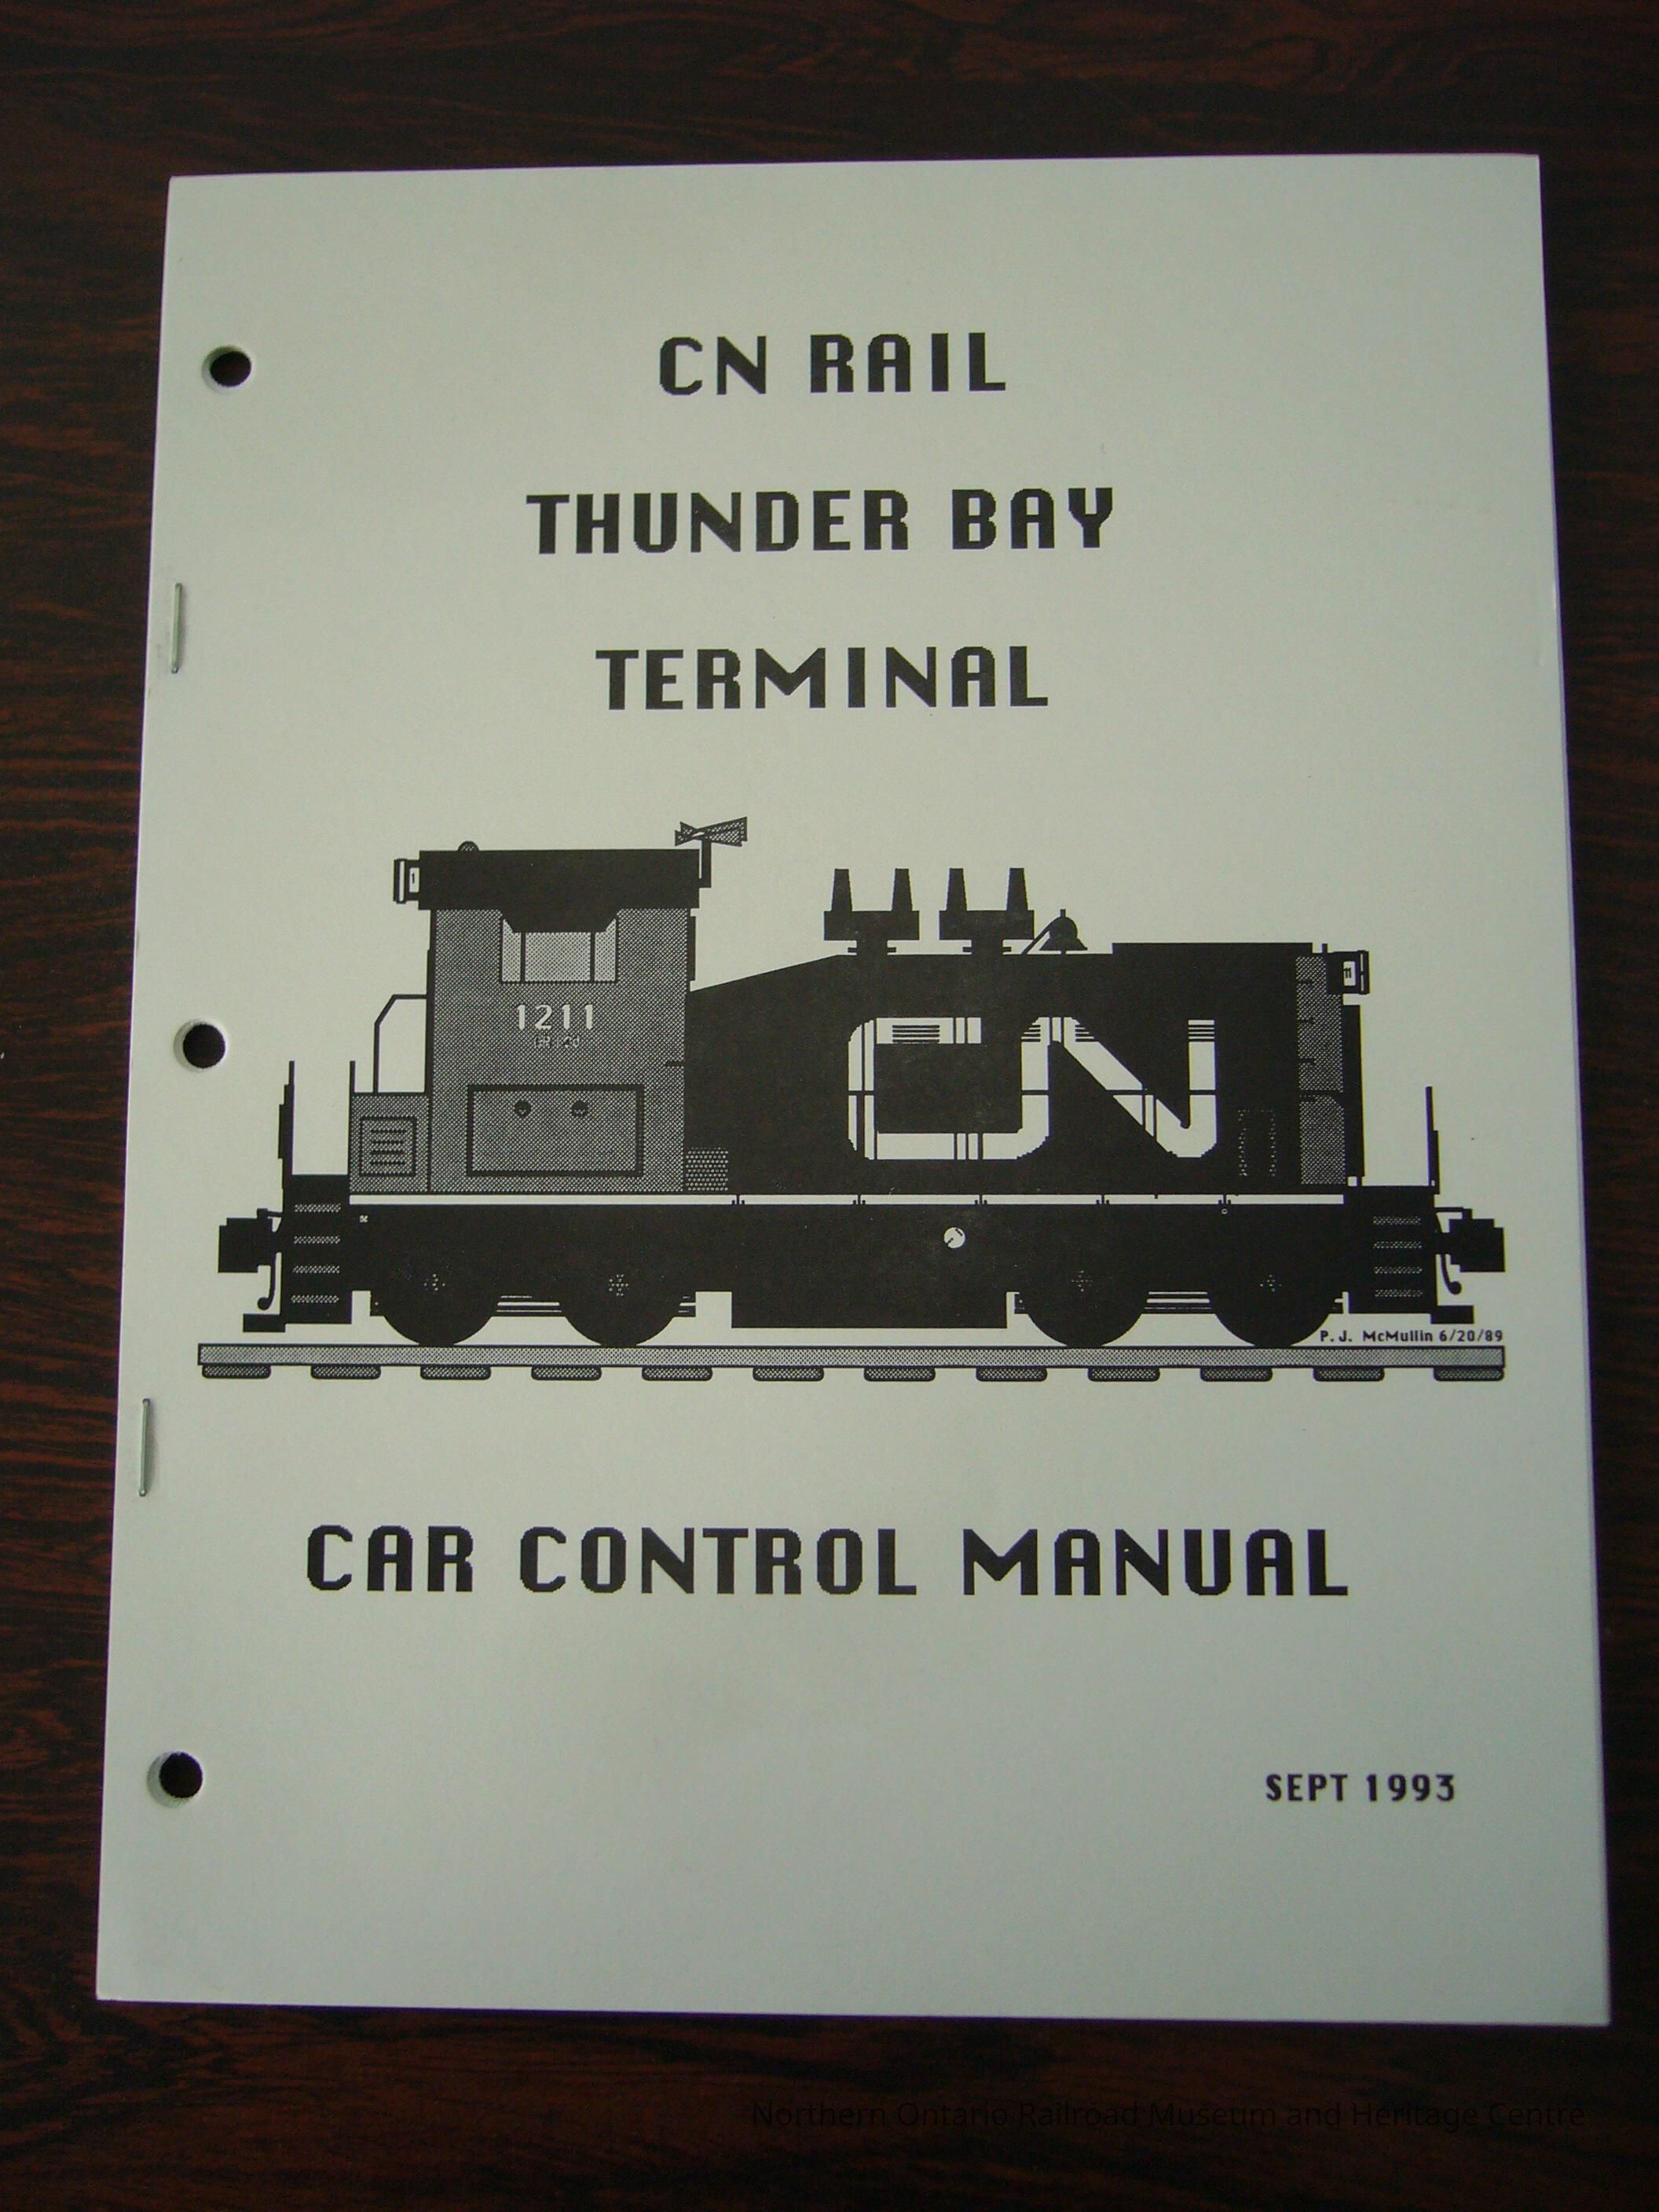 CN RAIL
THUNDER BAY
TERMINAL
1211
CN
P. J. McMullin 6/20/89
CAR CONTROL MANUAL
SEPT 1993
Northern Ontario Railroad Museum and Heritage Centre